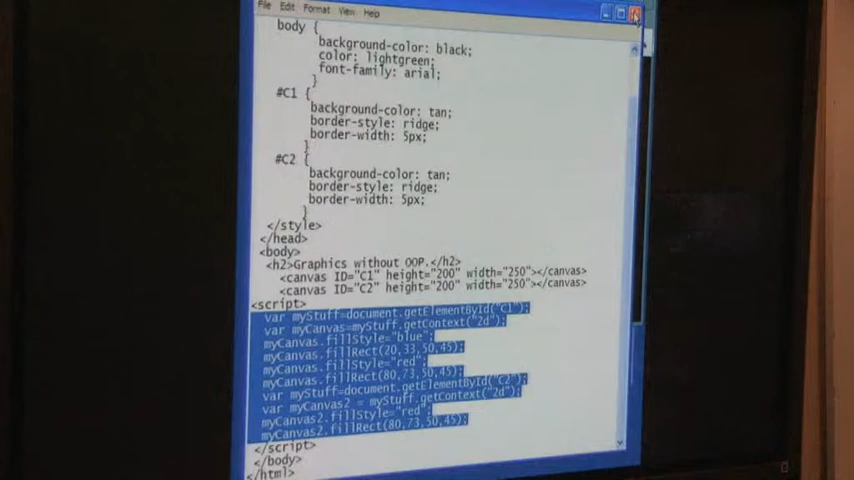 File Edit Format View Help
body {
background-color: black;
color: lightgreen;
font-family: arial;
}
#C1 {
background-color: tan;
border-style: ridge;
border-width: 5px;
}
#C2 {
background-color: tan;
border-style: ridge;
border-width: 5px;
}
</style>
</head>
<body>
<h2>Graphics without OOP.</h2>
<canvas ID="C1" height="200" width="250"></canvas>
<canvas ID="C2" height="200" width="250"></canvas>
<script>
var myStuff=document.getElementById("C1");
var myCanvas=myStuff.getContext("2d");
myCanvas.fillStyle="blue";
myCanvas.fillRect(20,33,50,45);
myCanvas.fillStyle="red";
myCanvas.fillRect(80,73,50,45);
var myStuff=document.getElementById("C2");
var myCanvas2 = myStuff.getContext("2d");
myCanvas2.fillStyle="red";
myCanvas2.fillRect(80,73,50,45);
</script>
</body>
</html>